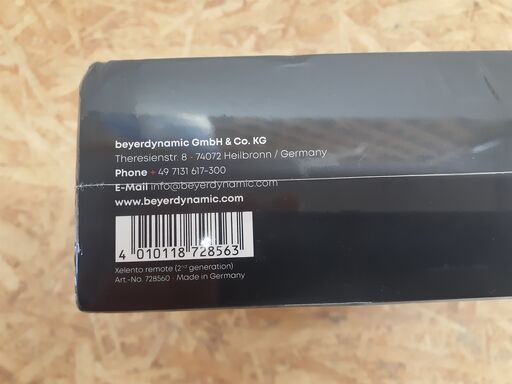 beyerdynamic GmbH & Co. KG
Theresienstr. 8 · 74072 Heilbronn / Germany
Phone + 49 7131 617-300
E-Mail info@beyerdynamic.com
www.beyerdynamic.com
4 010118 728563
Xelento remote (2nd generation)
Art.-No. 728560 · Made in Germany